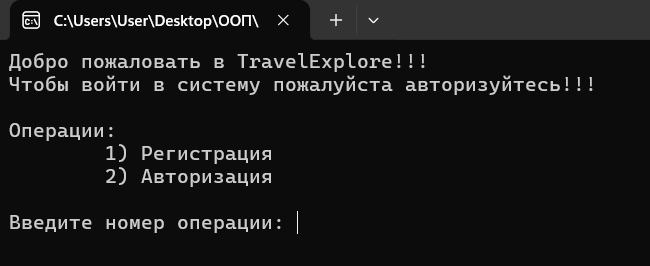 C:\Users\User\Desktop\ООП\
Добро пожаловать в TravelExplore!!!
Чтобы войти в систему пожалуйста авторизуйтесь!!!
Операции:
1) Регистрация
2) Авторизация
Введите номер операции: